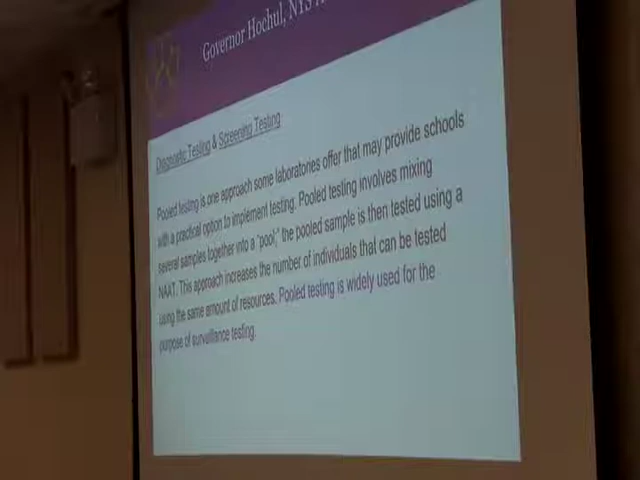 Governor Hochul, NYS
Diagnostic Testing & Screening Testing
Pooled testing is one approach some laboratories offer that may provide schools
with a practical option to implement testing. Pooled testing involves mixing
several samples together into a "pool;" the pooled sample is then tested using a
NAAT. This approach increases the number of individuals that can be tested
using the same amount of resources. Pooled testing is widely used for the
purpose of surveillance testing.